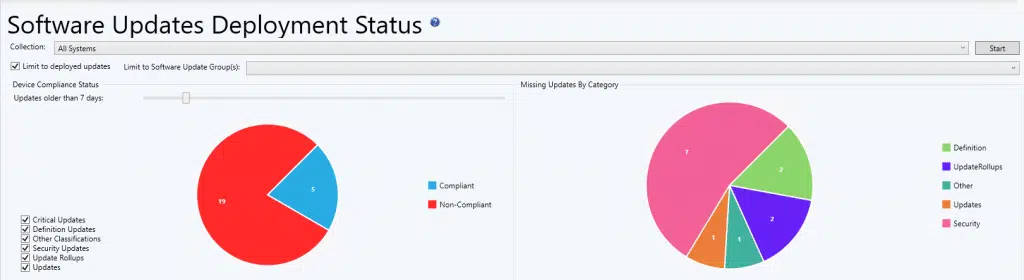 Software Updates Deployment Status ?
Collection: All Systems Start
Limit to deployed updates Limit to Software Update Group(s):
Device Compliance Status
Updates older than 7 days:
5
19
Compliant
Non-Compliant
Critical Updates
Definition Updates
Other Classifications
Security Updates
Update Rollups
Updates
Missing Updates By Category
7
2
2
1
1
Definition
UpdateRollups
Other
Updates
Security